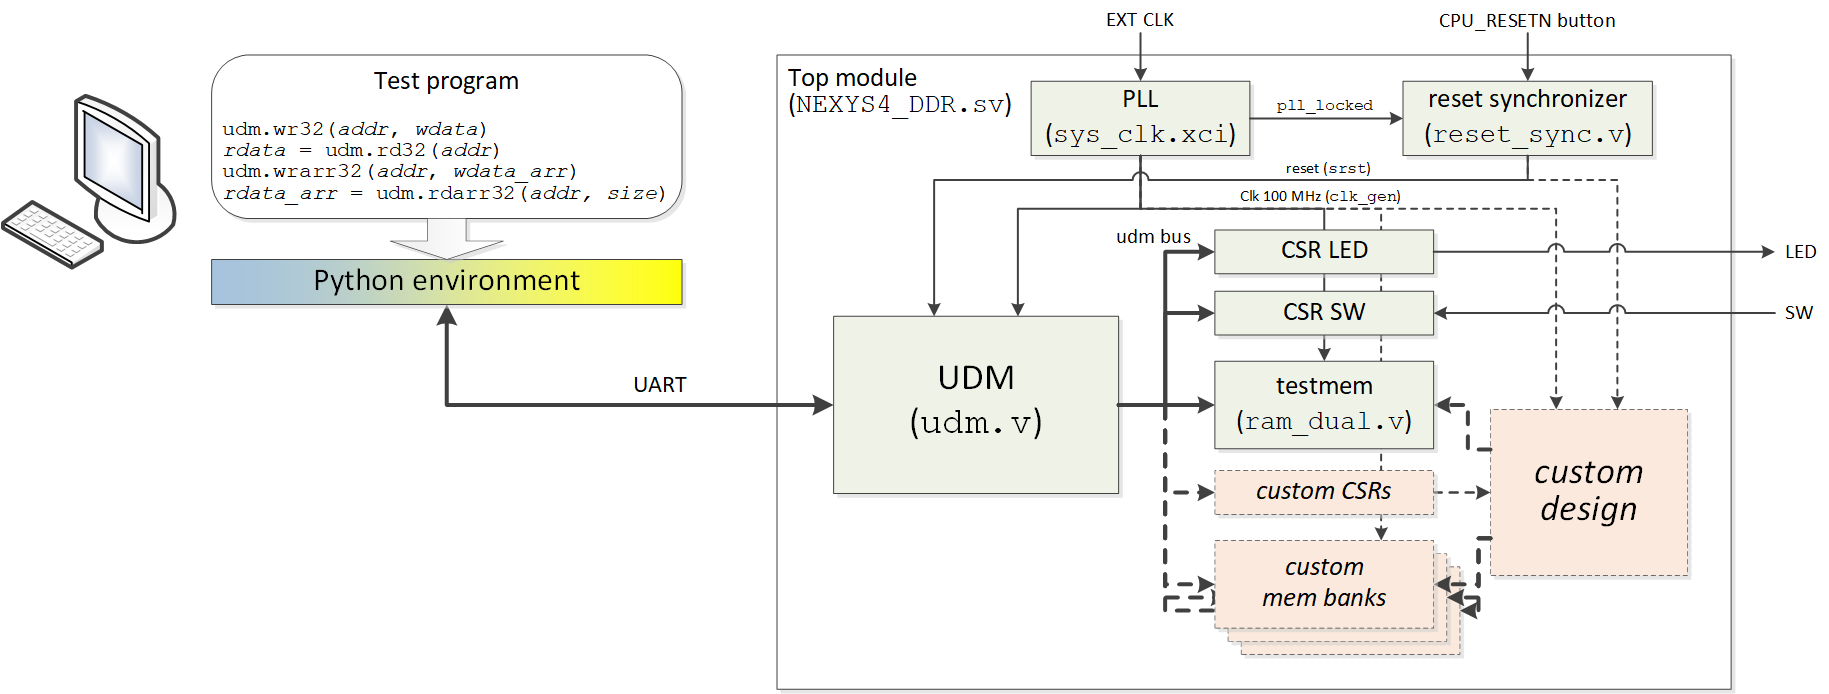 EXT CLK
CPU_RESETN button
Test program
udm.wr32(addr, wdata)
rdata = udm.rd32(addr)
udm.wrarr32(addr, wdata_arr)
rdata_arr = udm.rdarr32(addr, size)
Python environment
UART
Top module
(NEXYS4_DDR.sv)
PLL
(sys_clk.xci)
pll_locked
reset synchronizer
(reset_sync.v)
reset (srst)
Clk 100 MHz (clk_gen)
udm bus
CSR LED
LED
CSR SW
SW
UDM
(udm.v)
testmem
(ram_dual.v)
custom CSRs
custom
design
custom
mem banks